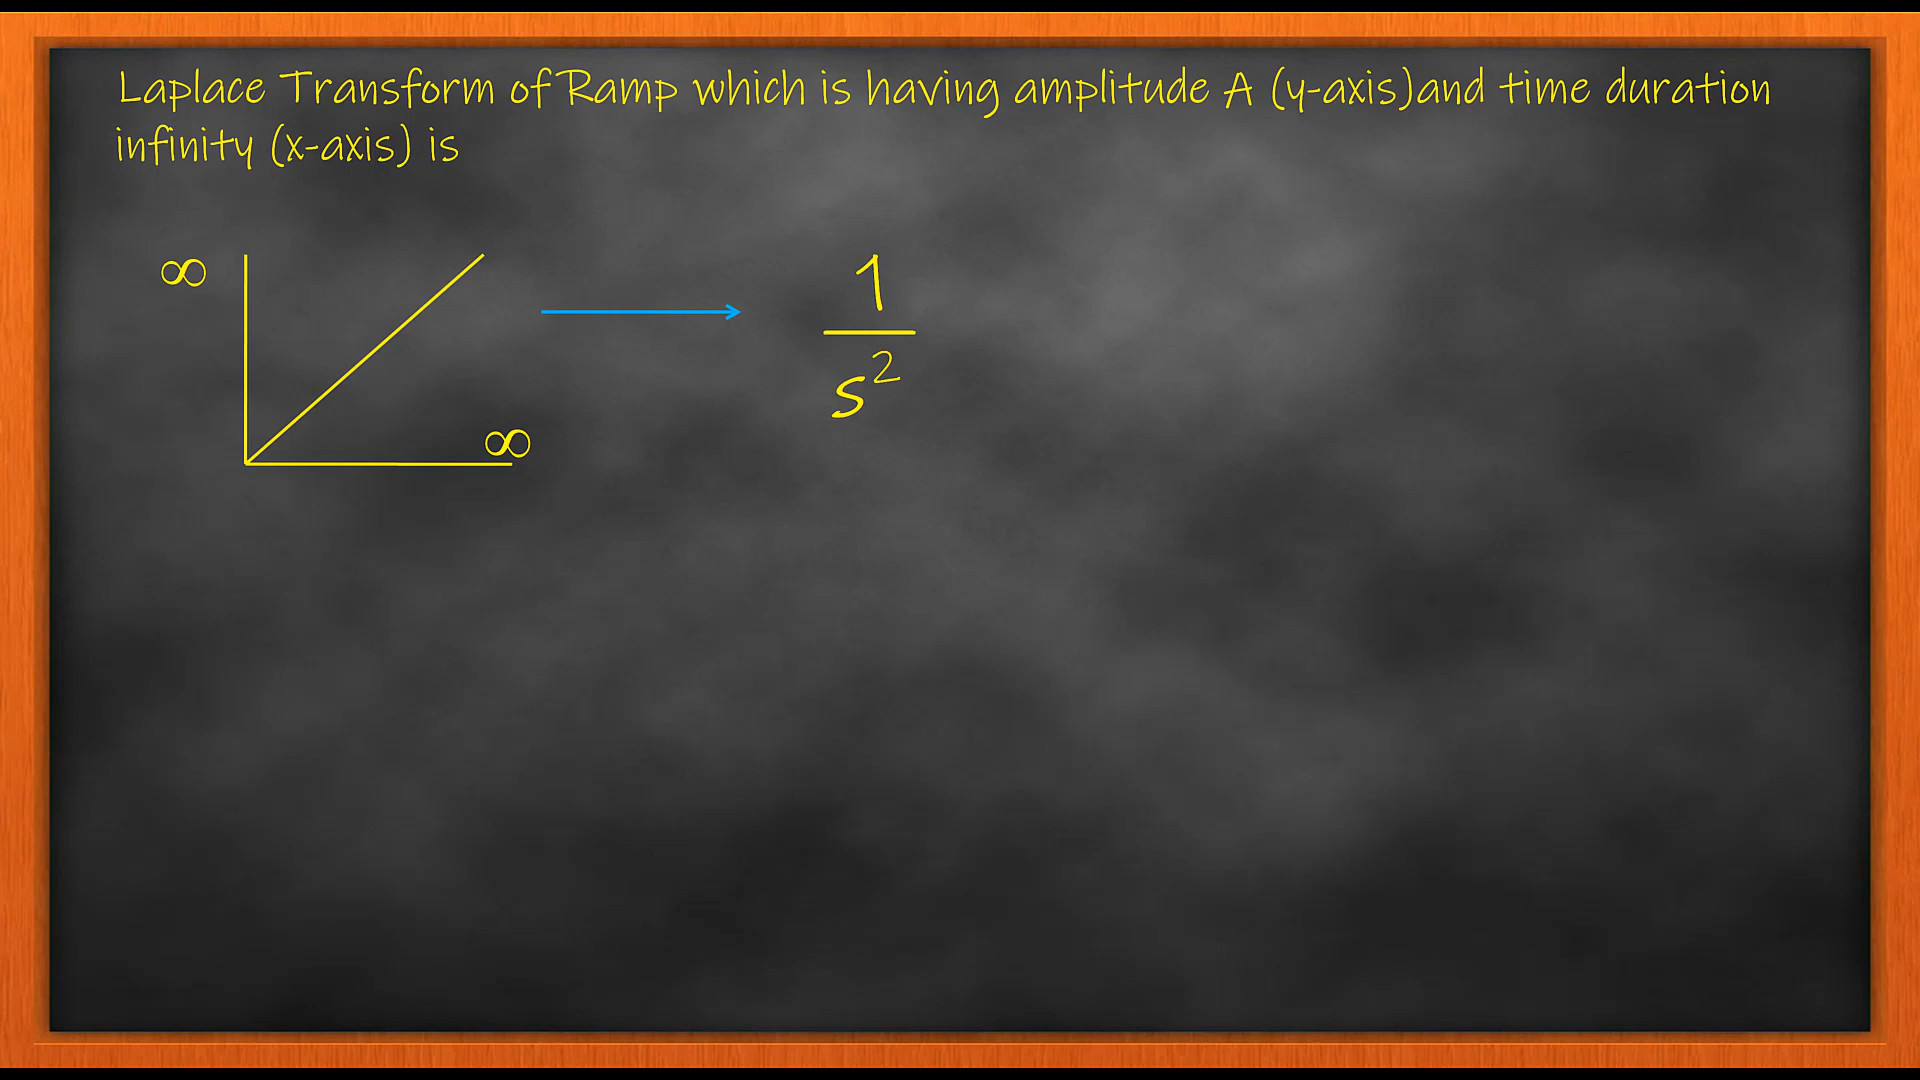 Laplace Transform of Ramp which is having amplitude A (y-axis)and time duration
infinity (x-axis) is
∞
∞
1
s²